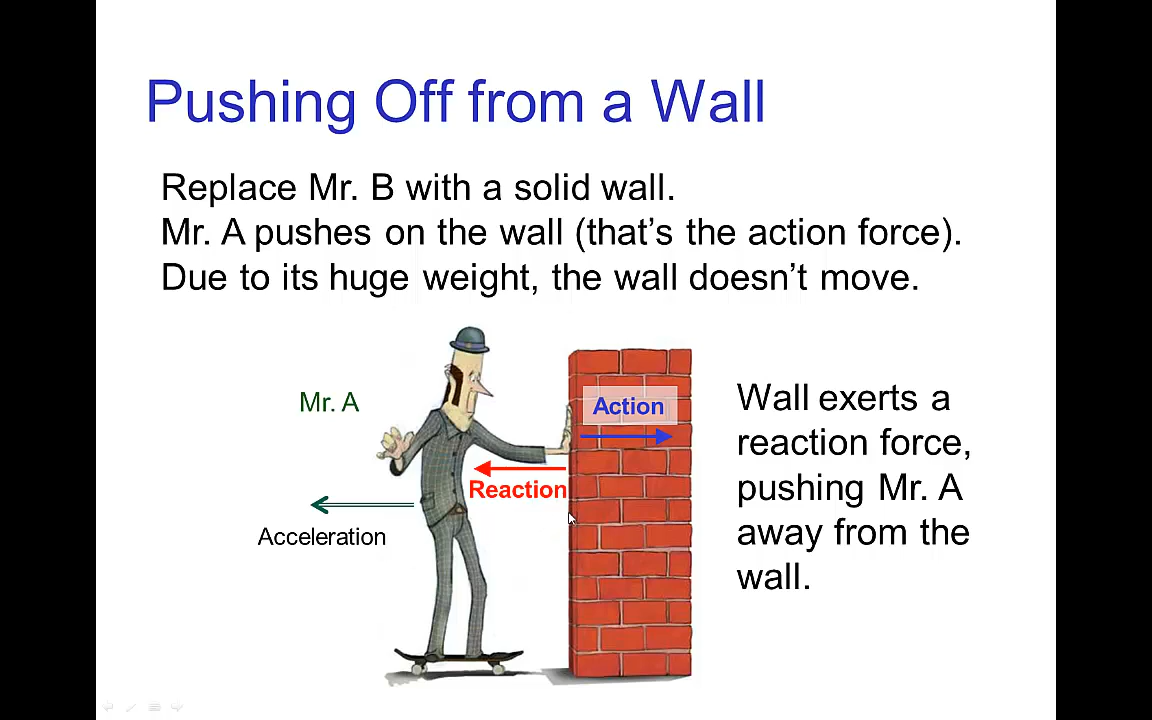 Pushing Off from a Wall
Replace Mr. B with a solid wall.
Mr. A pushes on the wall (that’s the action force).
Due to its huge weight, the wall doesn’t move.
Mr. A
Action
Reaction
Acceleration
Wall exerts a
reaction force,
pushing Mr. A
away from the
wall.